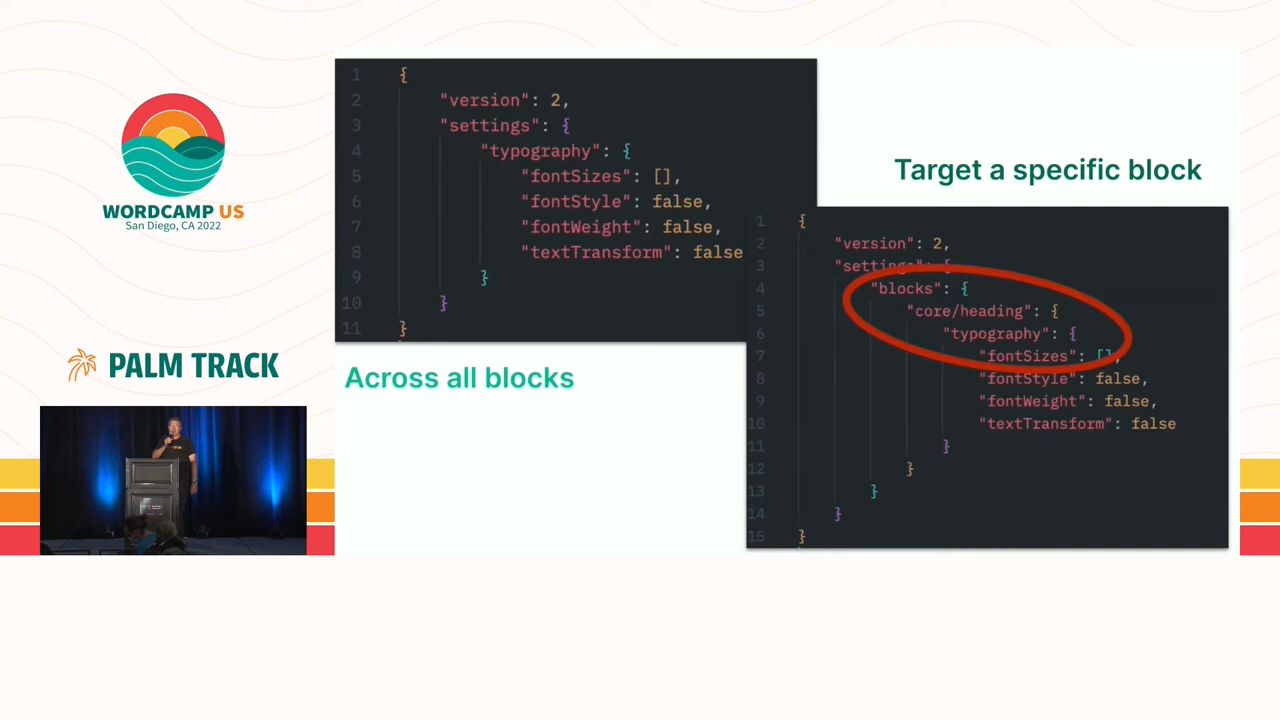 WORDCAMP US
San Diego, CA 2022
PALM TRACK
1 {
2 "version": 2,
3 "settings": {
4 "typography": {
5 "fontSizes": [],
6 "fontStyle": false,
7 "fontWeight": false,
8 "textTransform": false
9 }
10 }
11 }
Across all blocks
Target a specific block
1 {
2 "version": 2,
3 "settings": {
4 "blocks": {
5 "core/heading": {
6 "typography": {
7 "fontSizes": [],
8 "fontStyle": false,
9 "fontWeight": false,
10 "textTransform": false
11 }
12 }
13 }
14 }
15 }